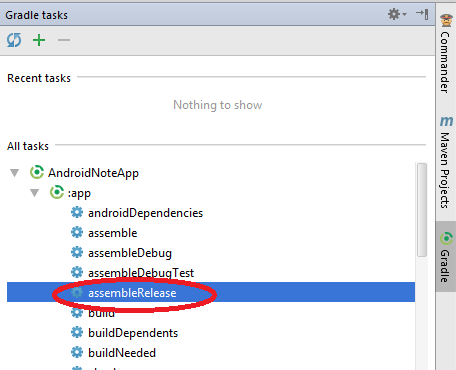 Gradle tasks
Recent tasks
Nothing to show
All tasks
AndroidNoteApp
:app
androidDependencies
assemble
assembleDebug
assembleDebugTest
assembleRelease
build
buildDependents
buildNeeded
Commander
Maven Projects
Gradle